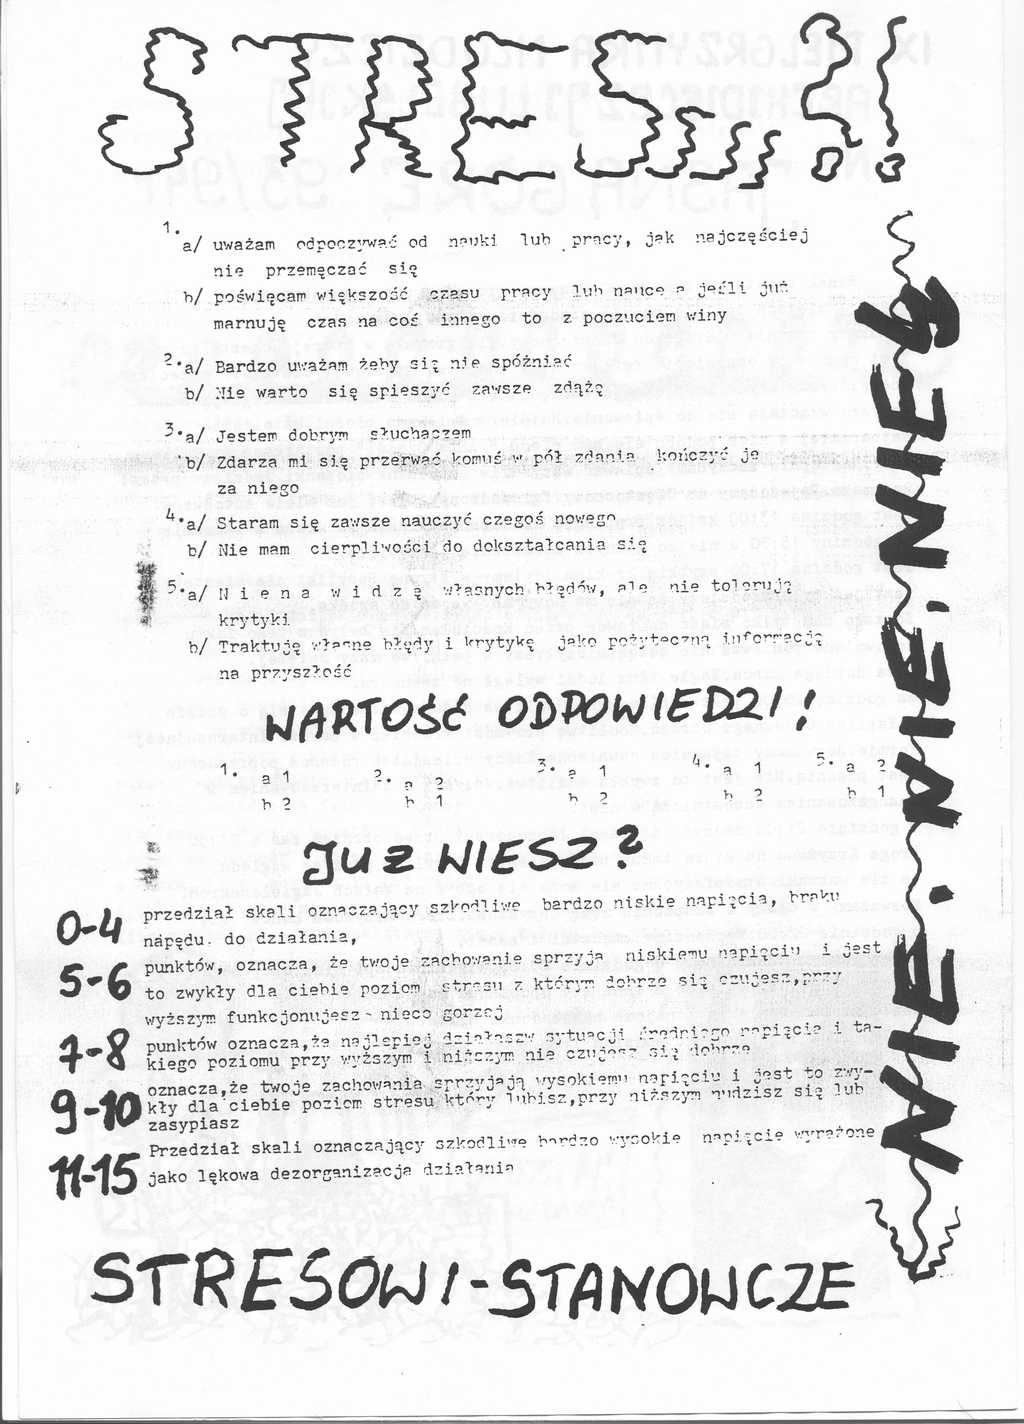 STRESuuu?!
1.
a/ uważam odpoczywać od nauki lub pracy, jak najczęściej
nie przemęczać się
b/ poświęcam większość czasu pracy lub nauce a jeśli już
marnuję czas na coś innego to z poczuciem winy
2.a/ Bardzo uważam żeby się nie spóźniać
b/ Nie warto się spieszyć zawsze zdążę
3.a/ Jestem dobrym słuchaczem
b/ Zdarza mi się przerwać komuś w pół zdania kończyć je
za niego
4.a/ Staram się zawsze nauczyć czegoś nowego
b/ Nie mam cierpliwości do dokształcania się
5.a/ N i e n a w i d z ę własnych błędów, ale nie toleruję
krytyki
b/ Traktuję własne błędy i krytykę jako pożyteczną informację
na przyszłość
WARTOŚĆ ODPOWIEDZI!
1. a 1 2. a 2 3. a 1 4. a 1 5. a 2
b 2 b 1 b 2 b 2 b 1
JUZ WIESZ?
0-4 przedział skali oznaczający szkodliwe bardzo niskie napięcia, braku
napędu. do działania,
5-6 punktów, oznacza, że twoje zachowanie sprzyja niskiemu napięciu i jest
to zwykły dla ciebie poziom stresu z którym dobrze się czujesz,przy
wyższym funkcjonujesz - nieco gorzej
7-8 punktów oznacza,że najlepiej działasz w sytuacji średniego napięcia i ta-
kiego poziomu przy wyższym i niższym nie czujesz się dobrze
9-10 oznacza,że twoje zachowania sprzyjają wysokiemu napięciu i jest to zwy-
kły dla ciebie poziom stresu który lubisz,przy niższym nudzisz się lub
zasypiasz
11-15 Przedział skali oznaczający szkodliwe bardzo wysokie napięcie wyrażone
jako lękowa dezorganizacja działania
STRESOWI-STANOWCZE
NIE. NIE. NIE!